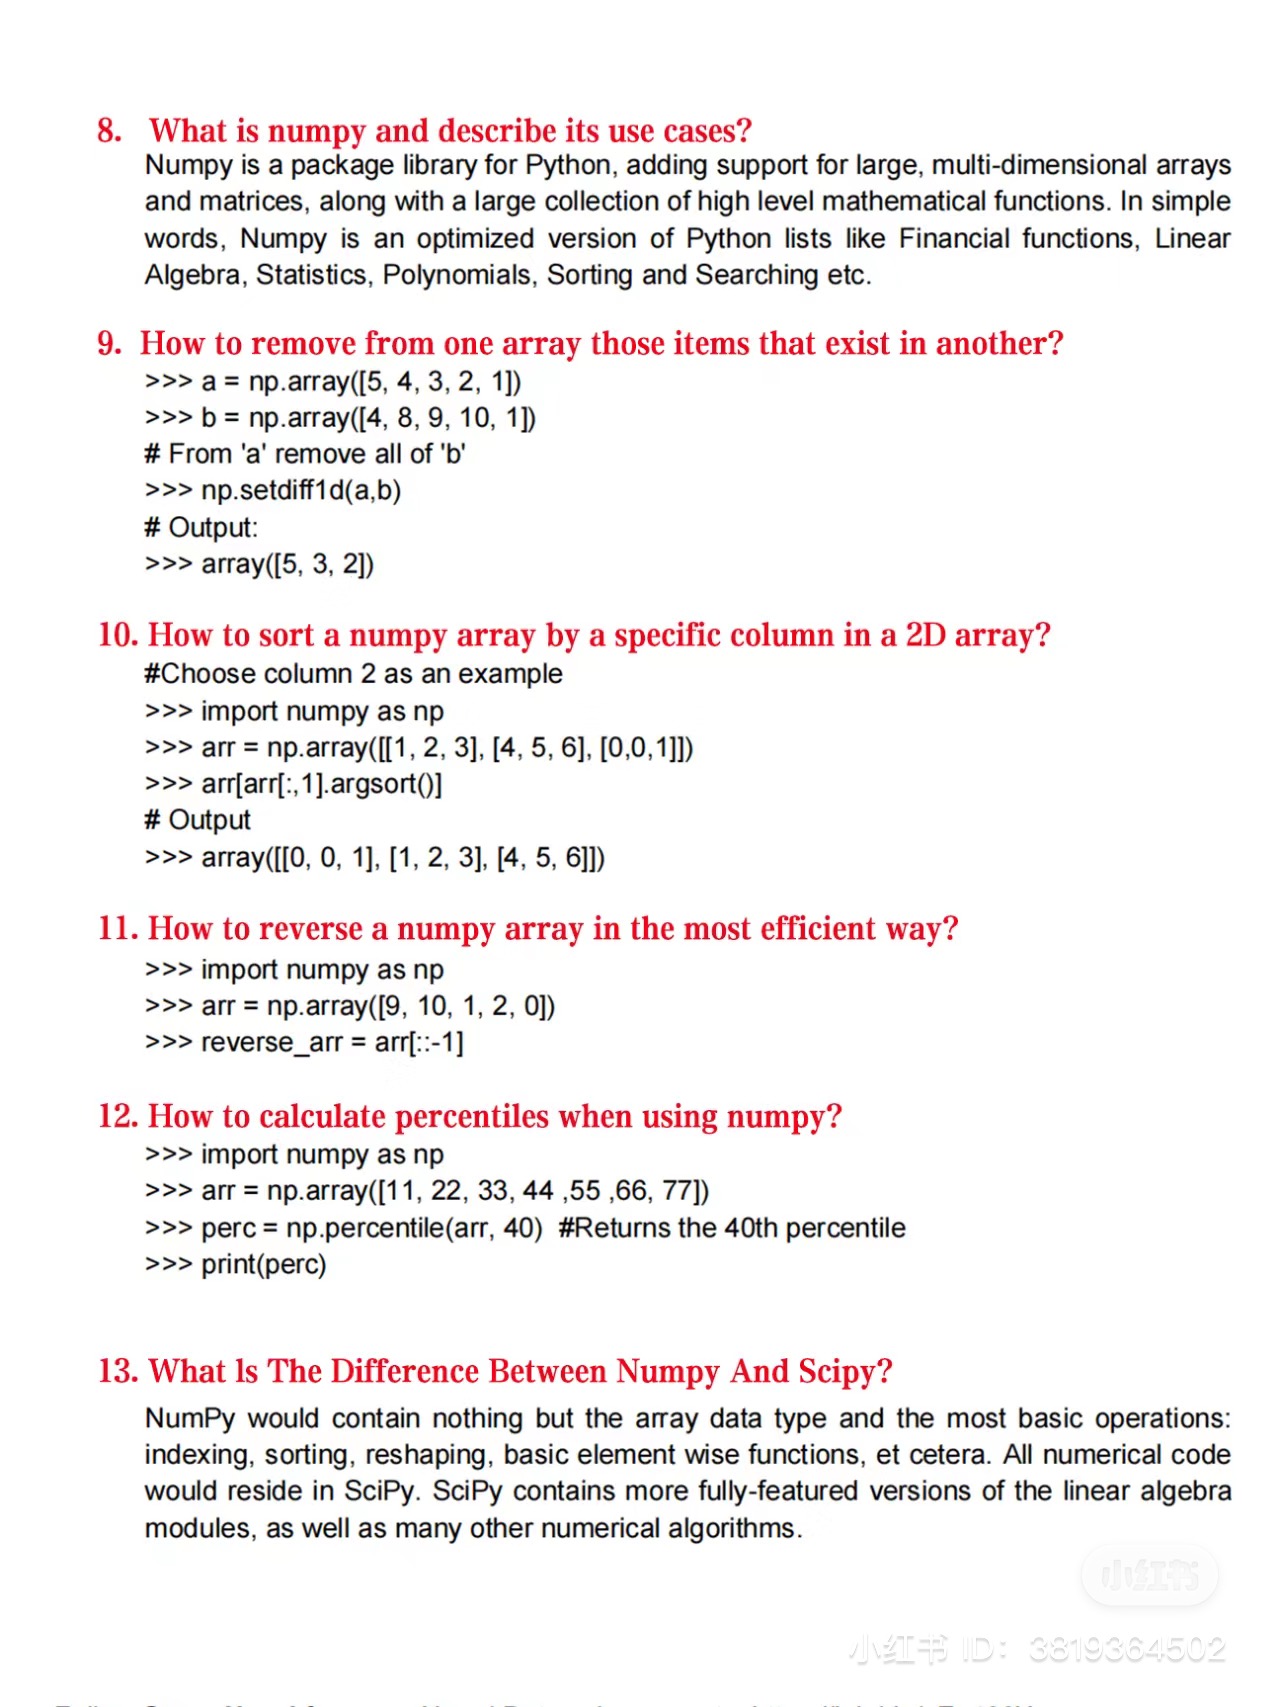 8. What is numpy and describe its use cases?
Numpy is a package library for Python, adding support for large, multi-dimensional arrays
and matrices, along with a large collection of high level mathematical functions. In simple
words, Numpy is an optimized version of Python lists like Financial functions, Linear
Algebra, Statistics, Polynomials, Sorting and Searching etc.
9. How to remove from one array those items that exist in another?
>>> a = np.array([5, 4, 3, 2, 1])
>>> b = np.array([4, 8, 9, 10, 1])
# From 'a' remove all of 'b'
>>> np.setdiff1d(a,b)
# Output:
>>> array([5, 3, 2])
10. How to sort a numpy array by a specific column in a 2D array?
#Choose column 2 as an example
>>> import numpy as np
>>> arr = np.array([[1, 2, 3], [4, 5, 6], [0,0,1]])
>>> arr[arr[:,1].argsort()]
# Output
>>> array([[0, 0, 1], [1, 2, 3], [4, 5, 6]])
11. How to reverse a numpy array in the most efficient way?
>>> import numpy as np
>>> arr = np.array([9, 10, 1, 2, 0])
>>> reverse_arr = arr[::-1]
12. How to calculate percentiles when using numpy?
>>> import numpy as np
>>> arr = np.array([11, 22, 33, 44 ,55 ,66, 77])
>>> perc = np.percentile(arr, 40) #Returns the 40th percentile
>>> print(perc)
13. What Is The Difference Between Numpy And Scipy?
NumPy would contain nothing but the array data type and the most basic operations:
indexing, sorting, reshaping, basic element wise functions, et cetera. All numerical code
would reside in SciPy. SciPy contains more fully-featured versions of the linear algebra
modules, as well as many other numerical algorithms.
小红书
小红书 ID: 3819364502